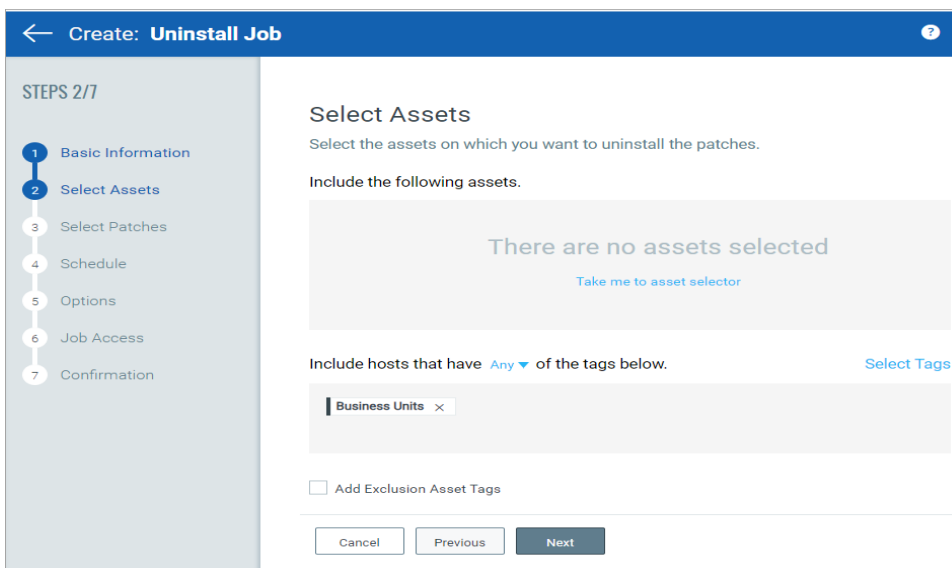 Create: Uninstall Job
?
STEPS 2/7
1 Basic Information
2 Select Assets
3 Select Patches
4 Schedule
5 Options
6 Job Access
7 Confirmation
Select Assets
Select the assets on which you want to uninstall the patches.
Include the following assets.
There are no assets selected
Take me to asset selector
Include hosts that have Any of the tags below. Select Tags
Business Units
Add Exclusion Asset Tags
Cancel Previous Next